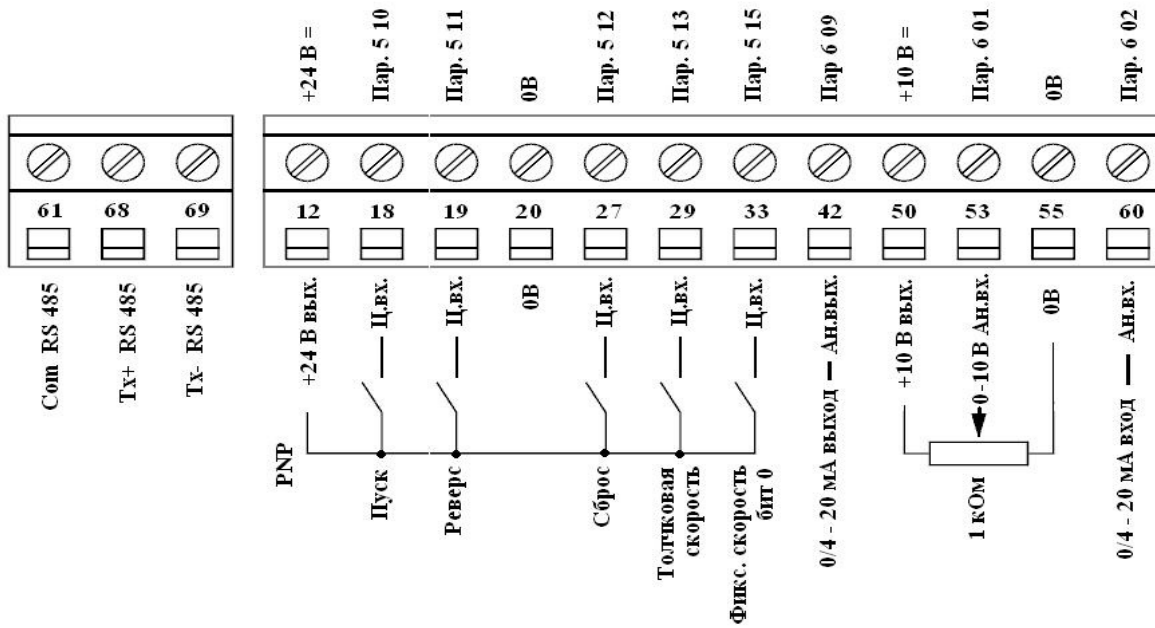 +24 В =
Пар. 5 10
Пар. 5 11
0В
Пар. 5 12
Пар. 5 13
Пар. 5 15
Пар 6 09
+10 В =
Пар. 6 01
0В
Пар. 6 02
61
68
69
12
18
19
20
27
29
33
42
50
53
55
60
Com RS 485
Tx+ RS 485
Tx- RS 485
+24 В вых.
Ц.вх.
Ц.вх.
0В
Ц.вх.
Ц.вх.
Ц.вх.
0/4 - 20 мА выход
Ан.вых.
+10 В вых.
0-10 В Ан.вх.
0В
0/4 - 20 мА вход
Ан.вх.
PNP
Пуск
Реверс
Сброс
Толчковая
скорость
Фикс. скорость
бит 0
1 кОм